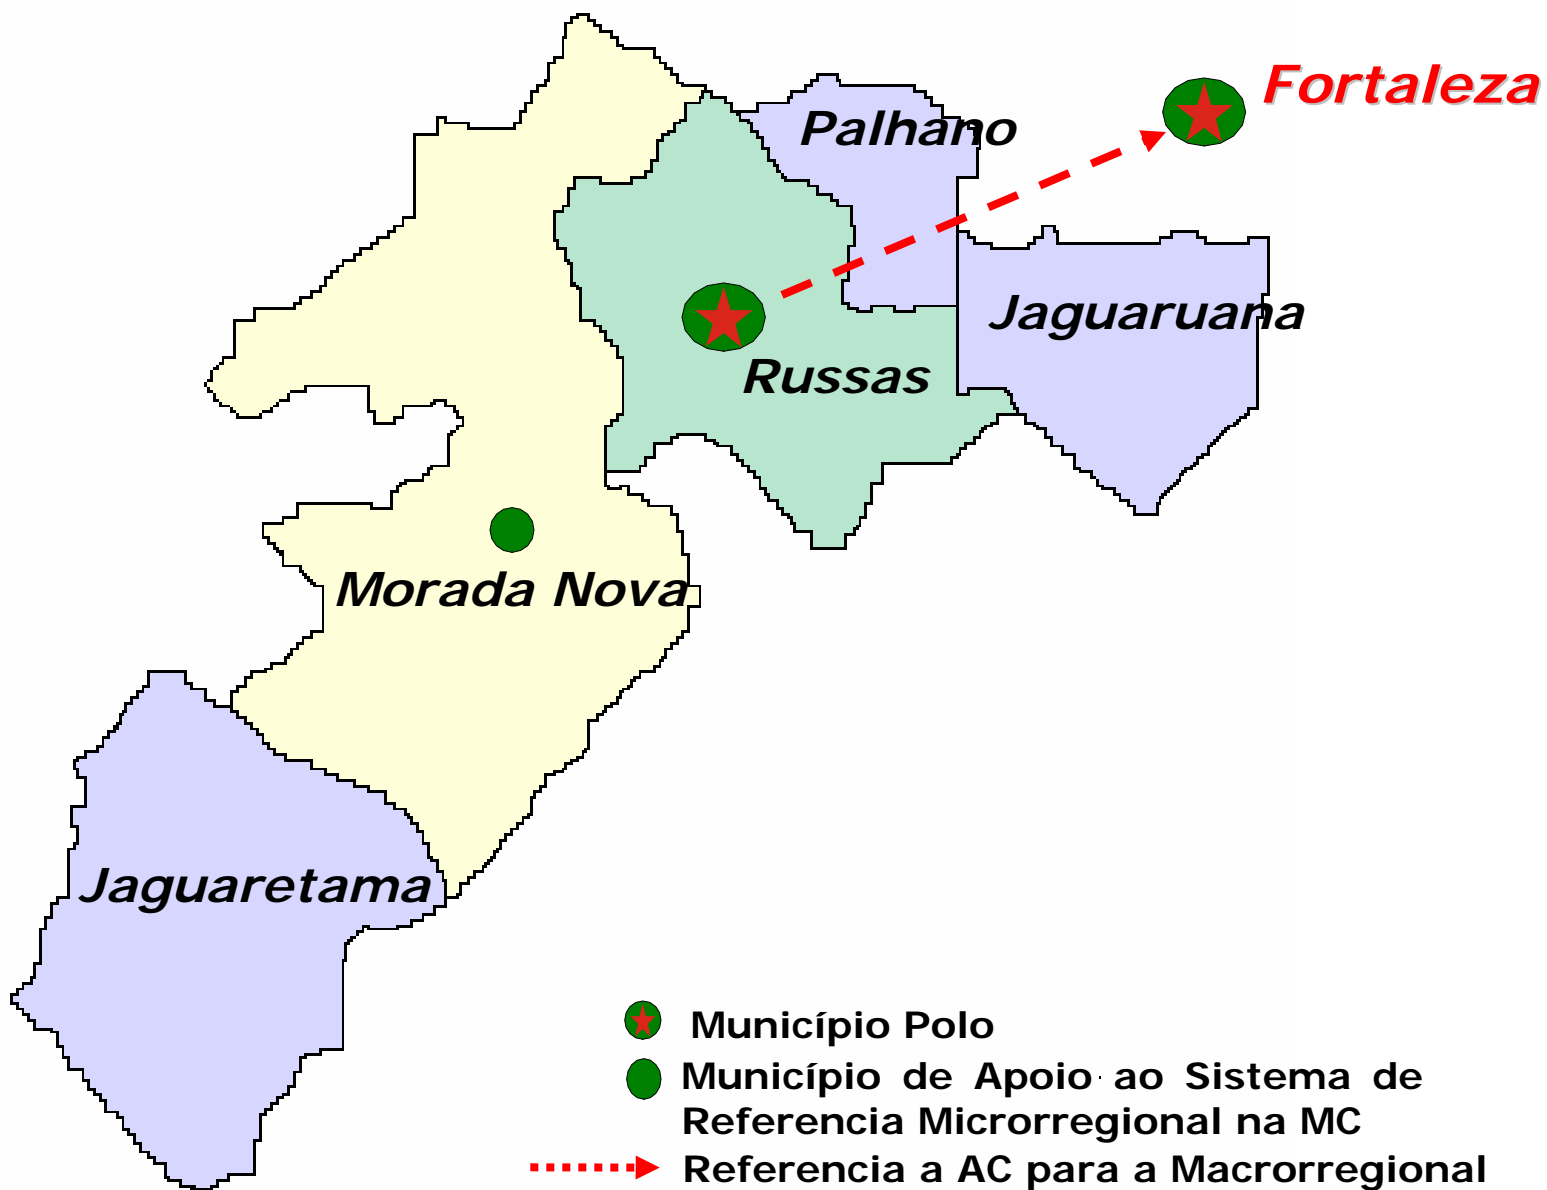 Fortaleza
Palhano
Jaguaruana
Russas
Morada Nova
Jaguaretama
Município Polo
Município de Apoio ao Sistema de
Referencia Microrregional na MC
Referencia a AC para a Macrorregional